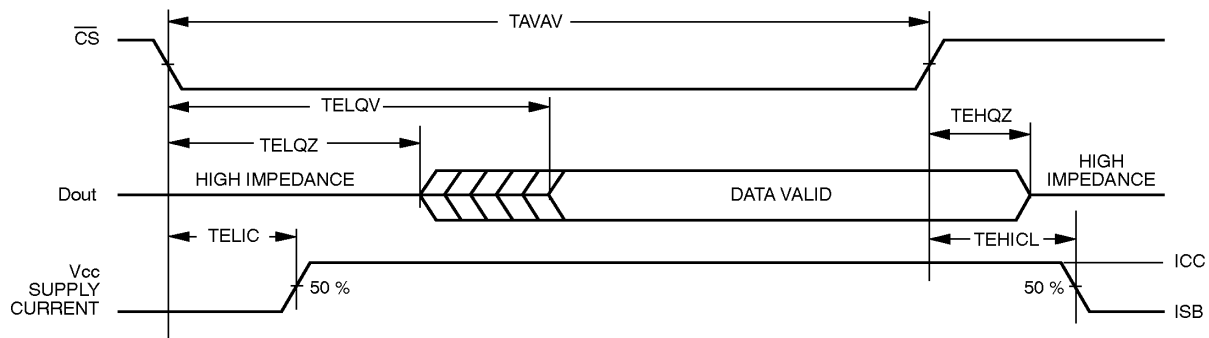 TAVAV
CS
TELQV
TEHQZ
TELQZ
HIGH IMPEDANCE
HIGH
IMPEDANCE
Dout
DATA VALID
TELIC
TEHICL
Vcc
SUPPLY
CURRENT
50 %
50 %
ICC
ISB